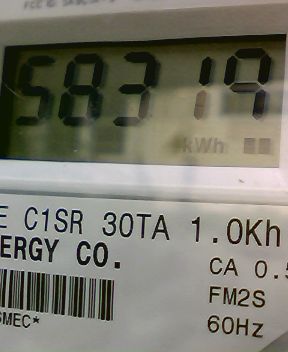 58319
kWh
E C1SR 30TA 1.0Kh
ERGY CO.
CA 0.5
FM2S
60Hz
SMEC*